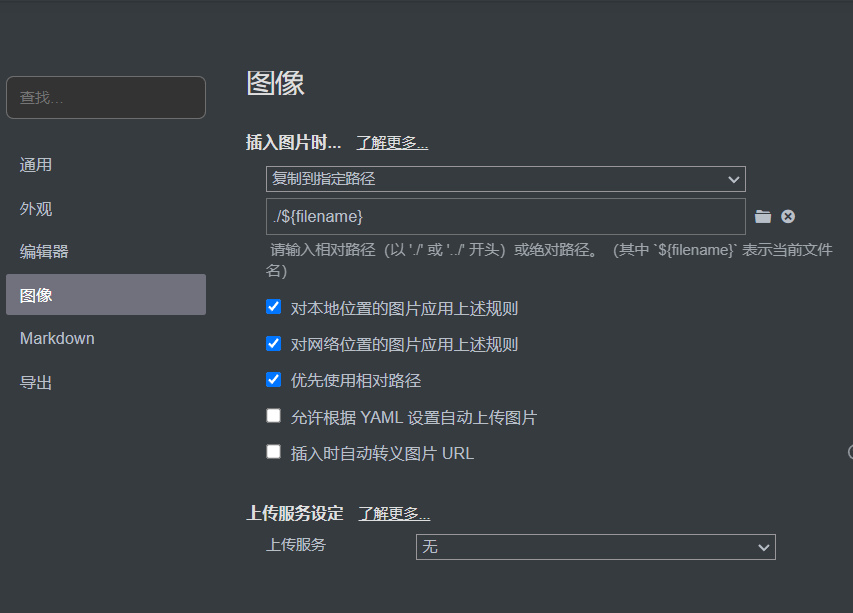 图像
查找...
插入图片时... 了解更多...
通用
复制到指定路径
外观
./${filename}
编辑器
请输入相对路径（以 './' 或 '../' 开头）或绝对路径。（其中 `${filename}` 表示当前文件
名）
图像
对本地位置的图片应用上述规则
Markdown
对网络位置的图片应用上述规则
导出
优先使用相对路径
允许根据 YAML 设置自动上传图片
插入时自动转义图片 URL
上传服务设定 了解更多...
上传服务 无